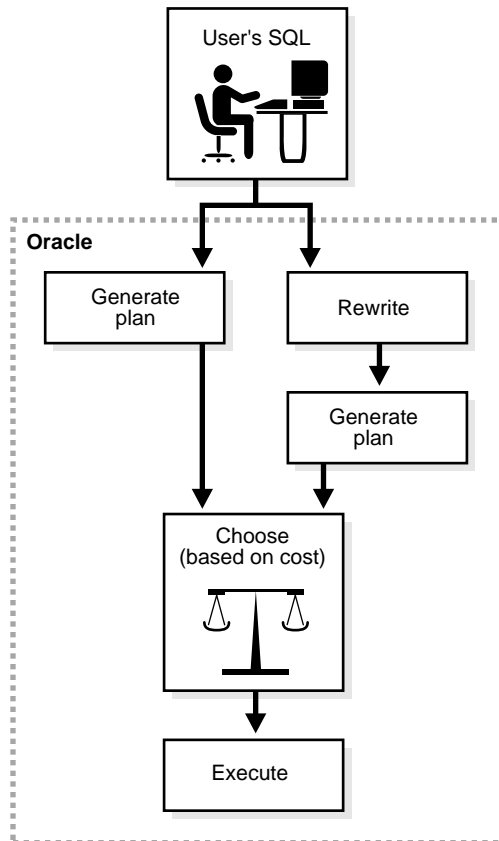 User's SQL
Oracle
Generate
plan
Rewrite
Generate
plan
Choose
(based on cost)
Execute